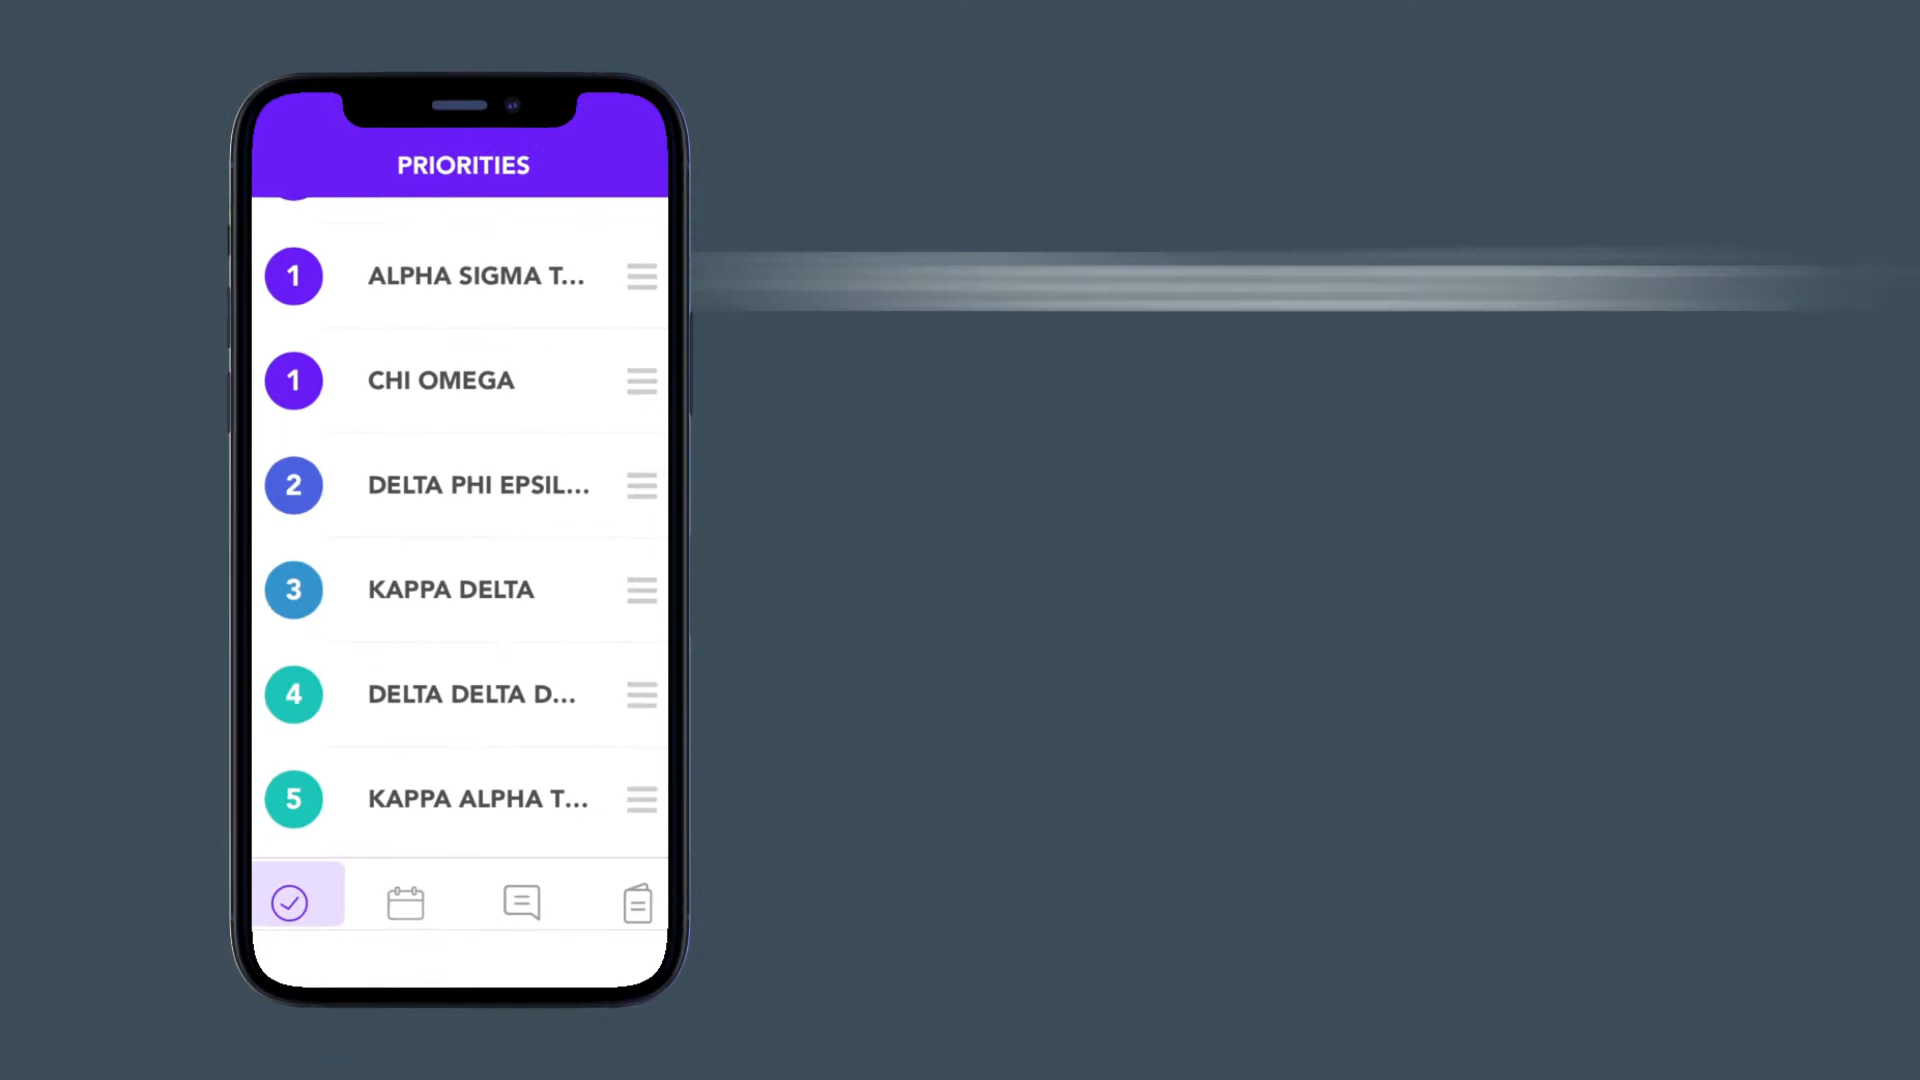 PRIORITIES
1 ALPHA SIGMA T...
1 CHI OMEGA
2 DELTA PHI EPSIL...
3 KAPPA DELTA
4 DELTA DELTA D...
5 KAPPA ALPHA T...